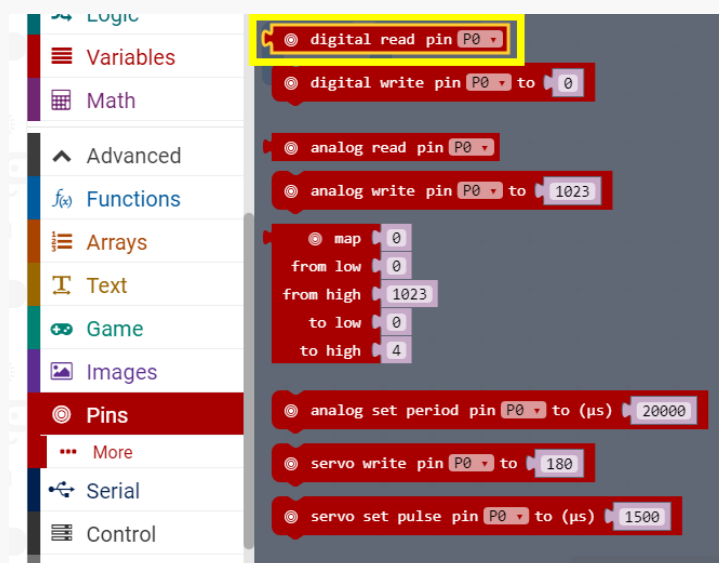 Logic
Variables
Math
Advanced
f(x) Functions
Arrays
Text
Game
Images
Pins
More
Serial
Control
digital read pin P0
digital write pin P0 to 0
analog read pin P0
analog write pin P0 to 1023
map 0
from low 0
from high 1023
to low 0
to high 4
analog set period pin P0 to (µs) 20000
servo write pin P0 to 180
servo set pulse pin P0 to (µs) 1500